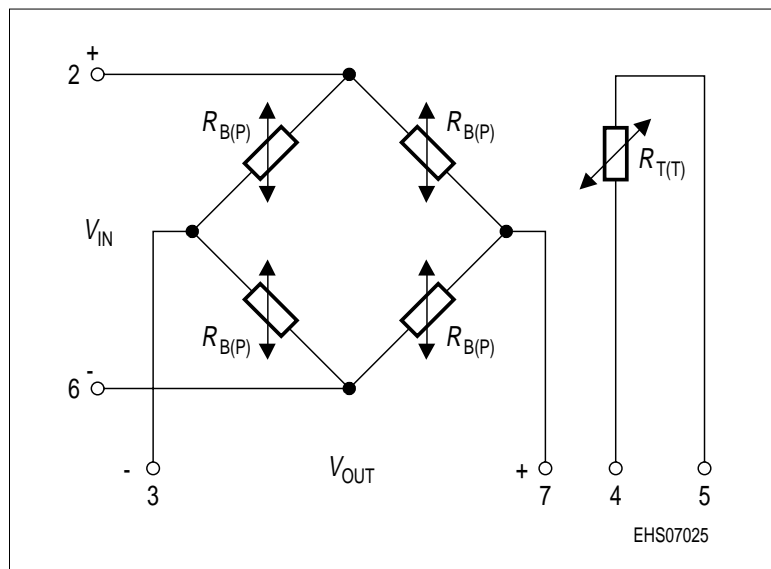 +
2
R B(P)
R B(P)
R T(T)
V IN
R B(P)
R B(P)
-
6
-
V OUT
+
3
7
4
5
EHS07025